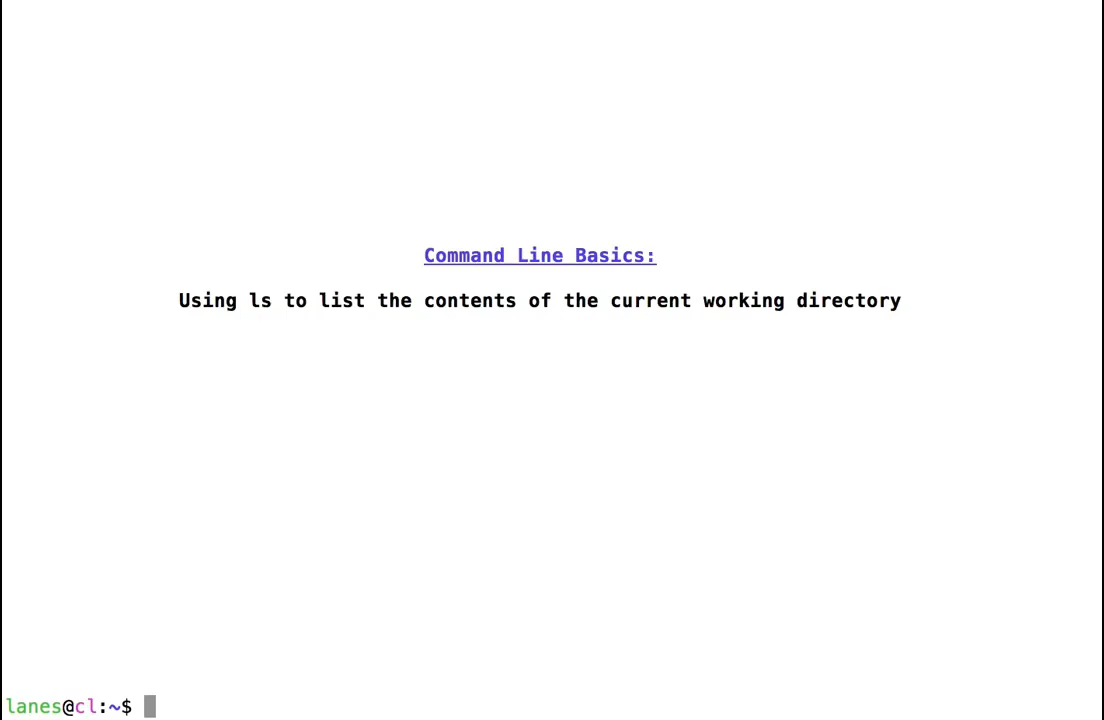 Command Line Basics:
Using ls to list the contents of the current working directory
lanes@cl:~$